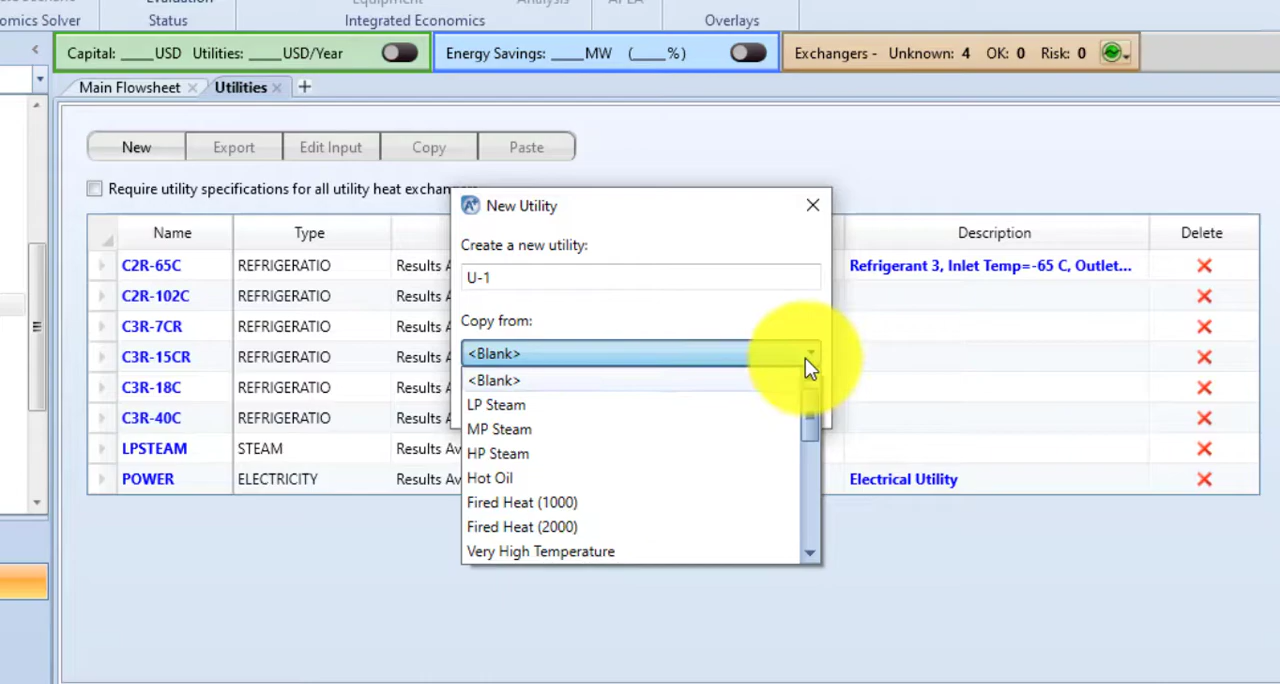 Equipment Analysis APEA
omics Solver Status Integrated Economics Overlays
Capital: ____USD Utilities: ____USD/Year Energy Savings: ____MW (____%) Exchangers - Unknown: 4 OK: 0 Risk: 0
Main Flowsheet Utilities
New Export Edit Input Copy Paste
Require utility specifications for all utility heat exchangers
New Utility
Create a new utility:
U-1
Copy from:
<Blank>
<Blank>
LP Steam
MP Steam
HP Steam
Hot Oil
Fired Heat (1000)
Fired Heat (2000)
Very High Temperature
Name Type Description Delete
C2R-65C REFRIGERATIO Results A Refrigerant 3, Inlet Temp=-65 C, Outlet...
C2R-102C REFRIGERATIO Results A
C3R-7CR REFRIGERATIO Results A
C3R-15CR REFRIGERATIO Results A
C3R-18C REFRIGERATIO Results A
C3R-40C REFRIGERATIO Results A
LPSTEAM STEAM Results Av
POWER ELECTRICITY Results Av Electrical Utility